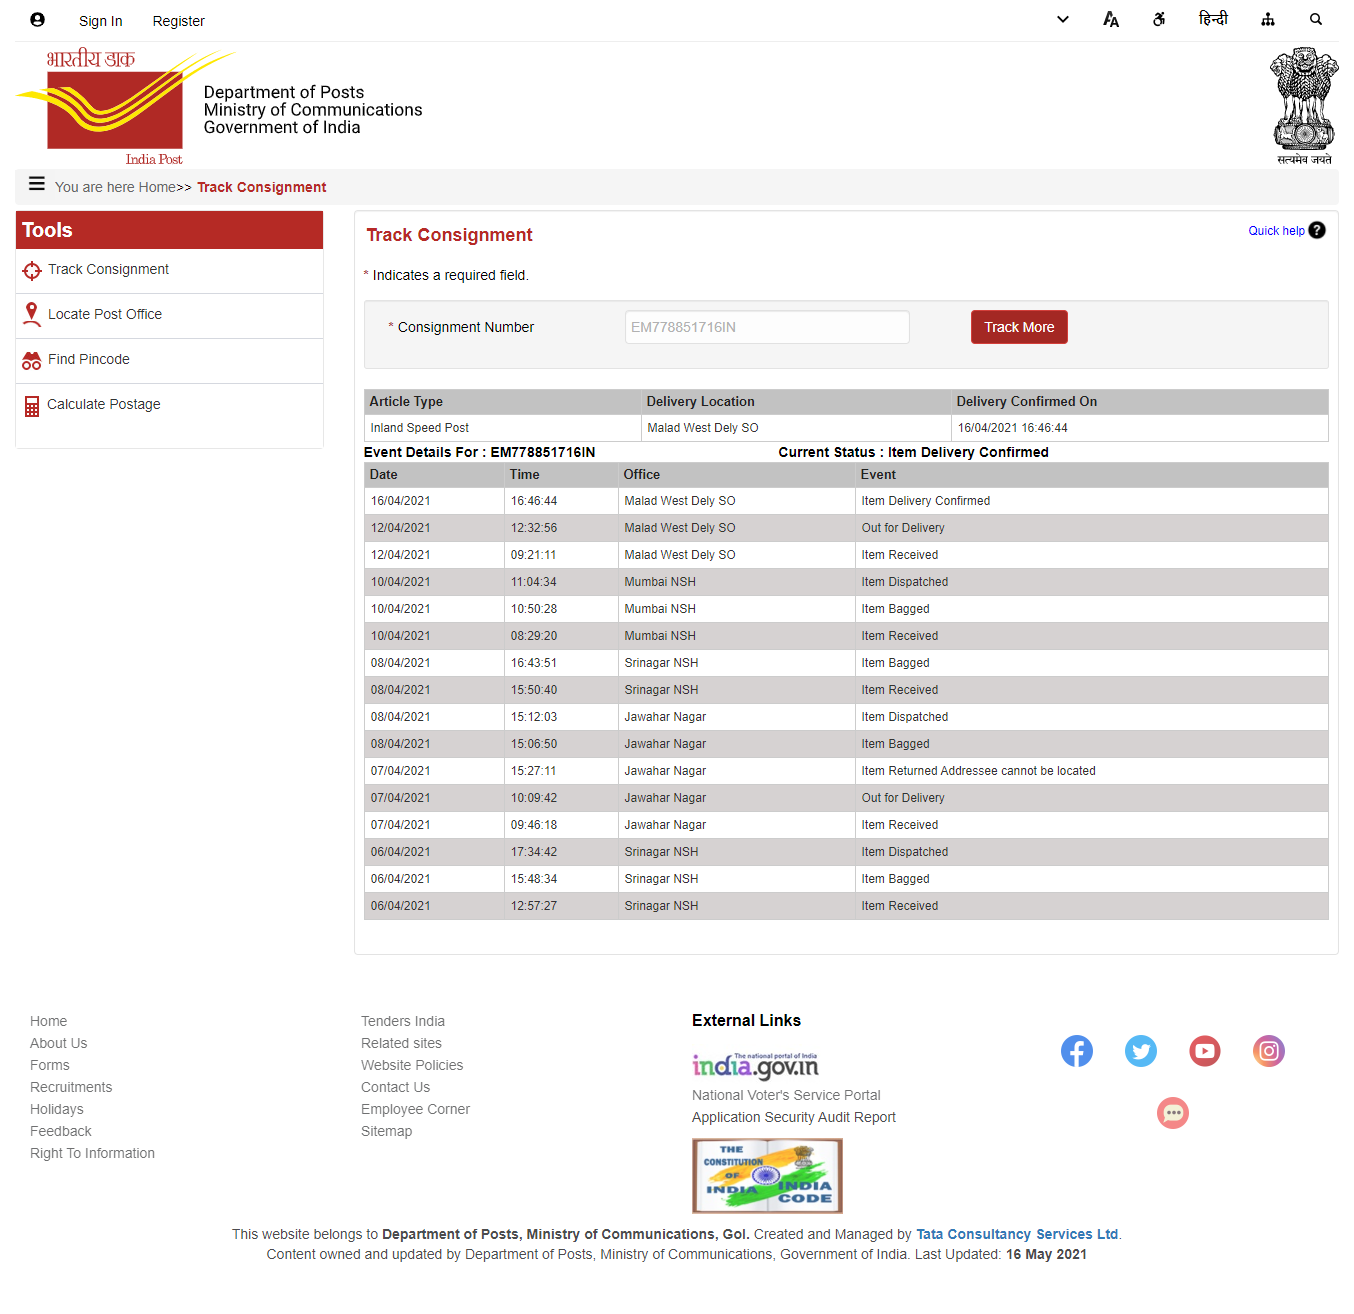 Sign In Register हिन्दी
भारतीय डाक
India Post
Department of Posts
Ministry of Communications
Government of India
सत्यमेव जयते
You are here Home>> Track Consignment
Tools
Track Consignment
Locate Post Office
Find Pincode
Calculate Postage
Track Consignment Quick help ?
* Indicates a required field.
* Consignment Number EM778851716IN Track More
Article Type Delivery Location Delivery Confirmed On
Inland Speed Post Malad West Dely SO 16/04/2021 16:46:44
Event Details For : EM778851716IN Current Status : Item Delivery Confirmed
Date Time Office Event
16/04/2021 16:46:44 Malad West Dely SO Item Delivery Confirmed
12/04/2021 12:32:56 Malad West Dely SO Out for Delivery
12/04/2021 09:21:11 Malad West Dely SO Item Received
10/04/2021 11:04:34 Mumbai NSH Item Dispatched
10/04/2021 10:50:28 Mumbai NSH Item Bagged
10/04/2021 08:29:20 Mumbai NSH Item Received
08/04/2021 16:43:51 Srinagar NSH Item Bagged
08/04/2021 15:50:40 Srinagar NSH Item Received
08/04/2021 15:12:03 Jawahar Nagar Item Dispatched
08/04/2021 15:06:50 Jawahar Nagar Item Bagged
07/04/2021 15:27:11 Jawahar Nagar Item Returned Addressee cannot be located
07/04/2021 10:09:42 Jawahar Nagar Out for Delivery
07/04/2021 09:46:18 Jawahar Nagar Item Received
06/04/2021 17:34:42 Srinagar NSH Item Dispatched
06/04/2021 15:48:34 Srinagar NSH Item Bagged
06/04/2021 12:57:27 Srinagar NSH Item Received
Home
About Us
Forms
Recruitments
Holidays
Feedback
Right To Information
Tenders India
Related sites
Website Policies
Contact Us
Employee Corner
Sitemap
External Links
The national portal of India
india.gov.in
National Voter's Service Portal
Application Security Audit Report
THE
CONSTITUTION
OF
INDIA
INDIA
CODE
This website belongs to Department of Posts, Ministry of Communications, GoI. Created and Managed by Tata Consultancy Services Ltd.
Content owned and updated by Department of Posts, Ministry of Communications, Government of India. Last Updated: 16 May 2021